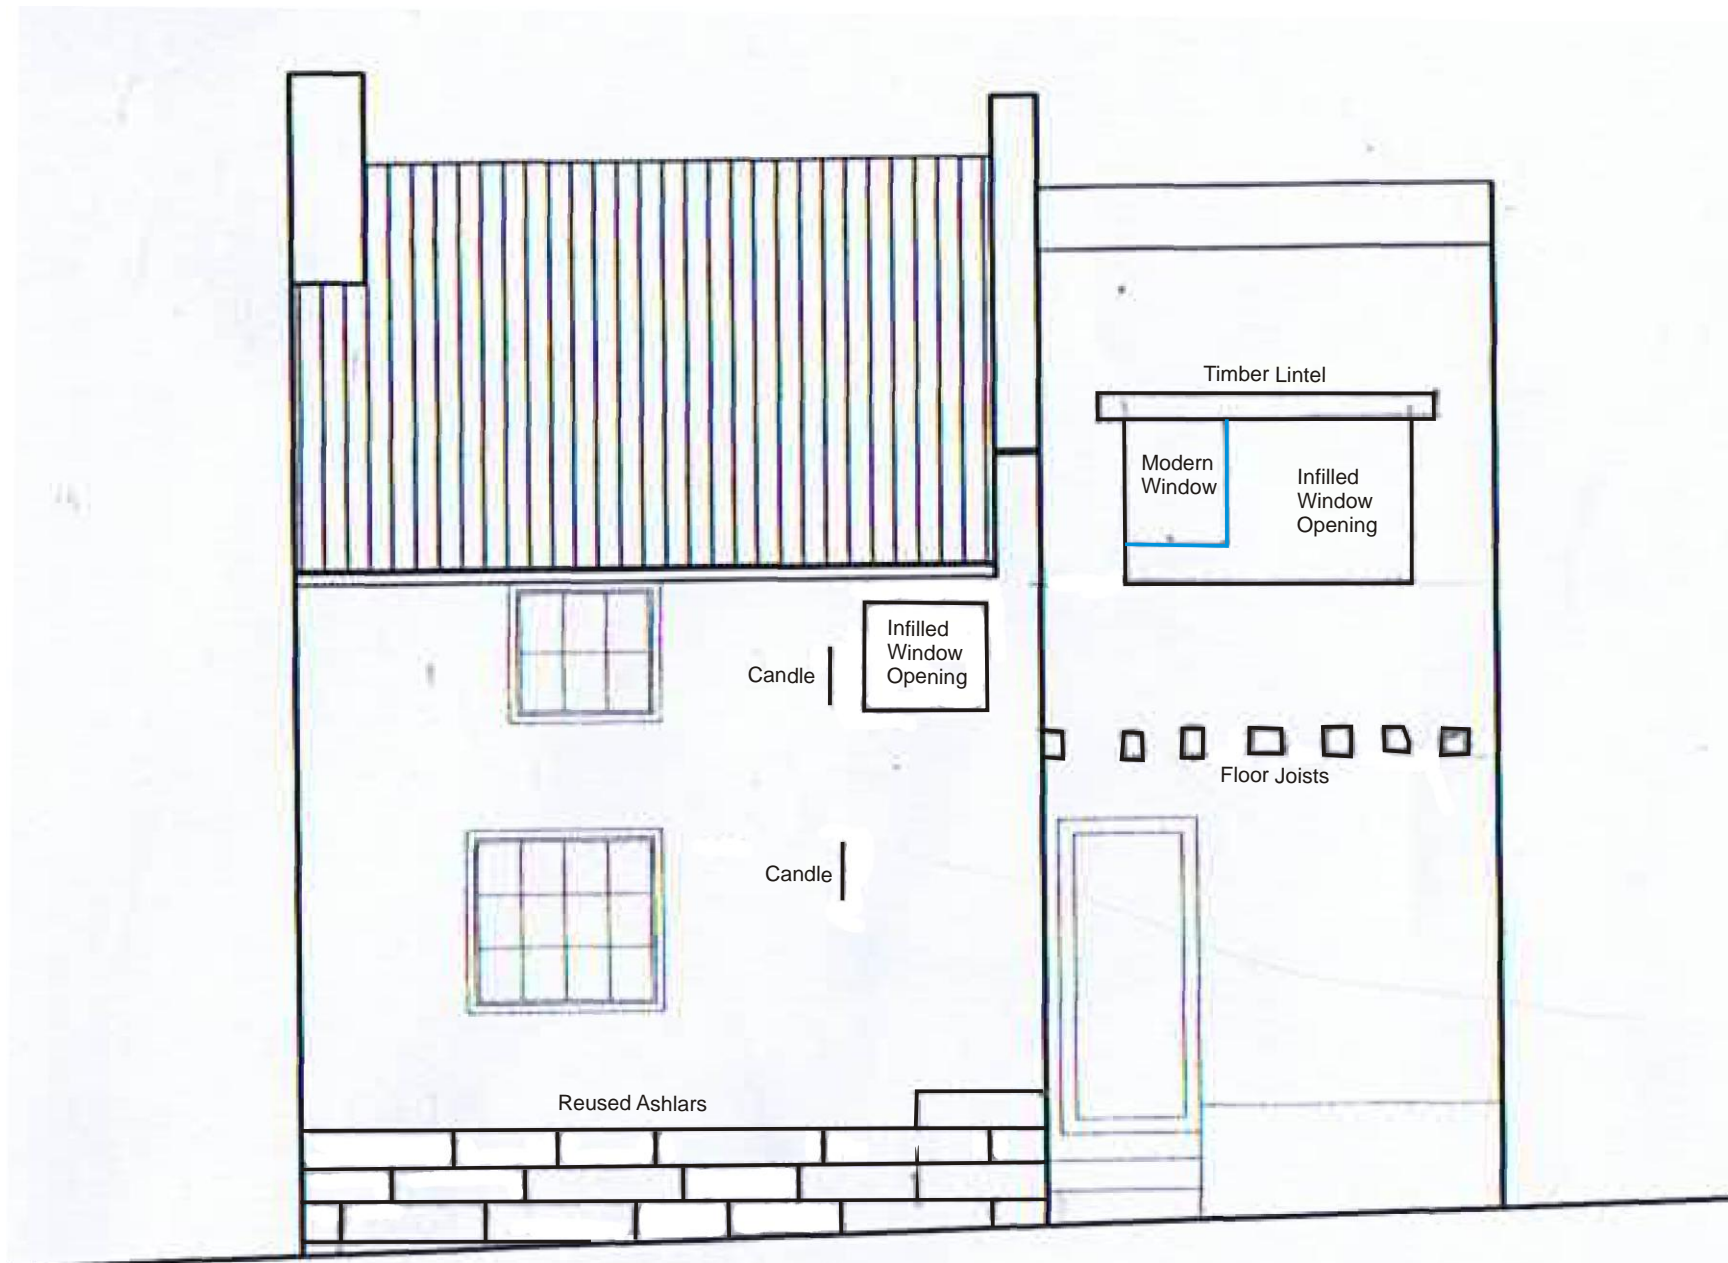 Timber Lintel
Modern
Window
Infilled
Window
Opening
Infilled
Window
Opening
Candle
Floor Joists
Candle
Reused Ashlars